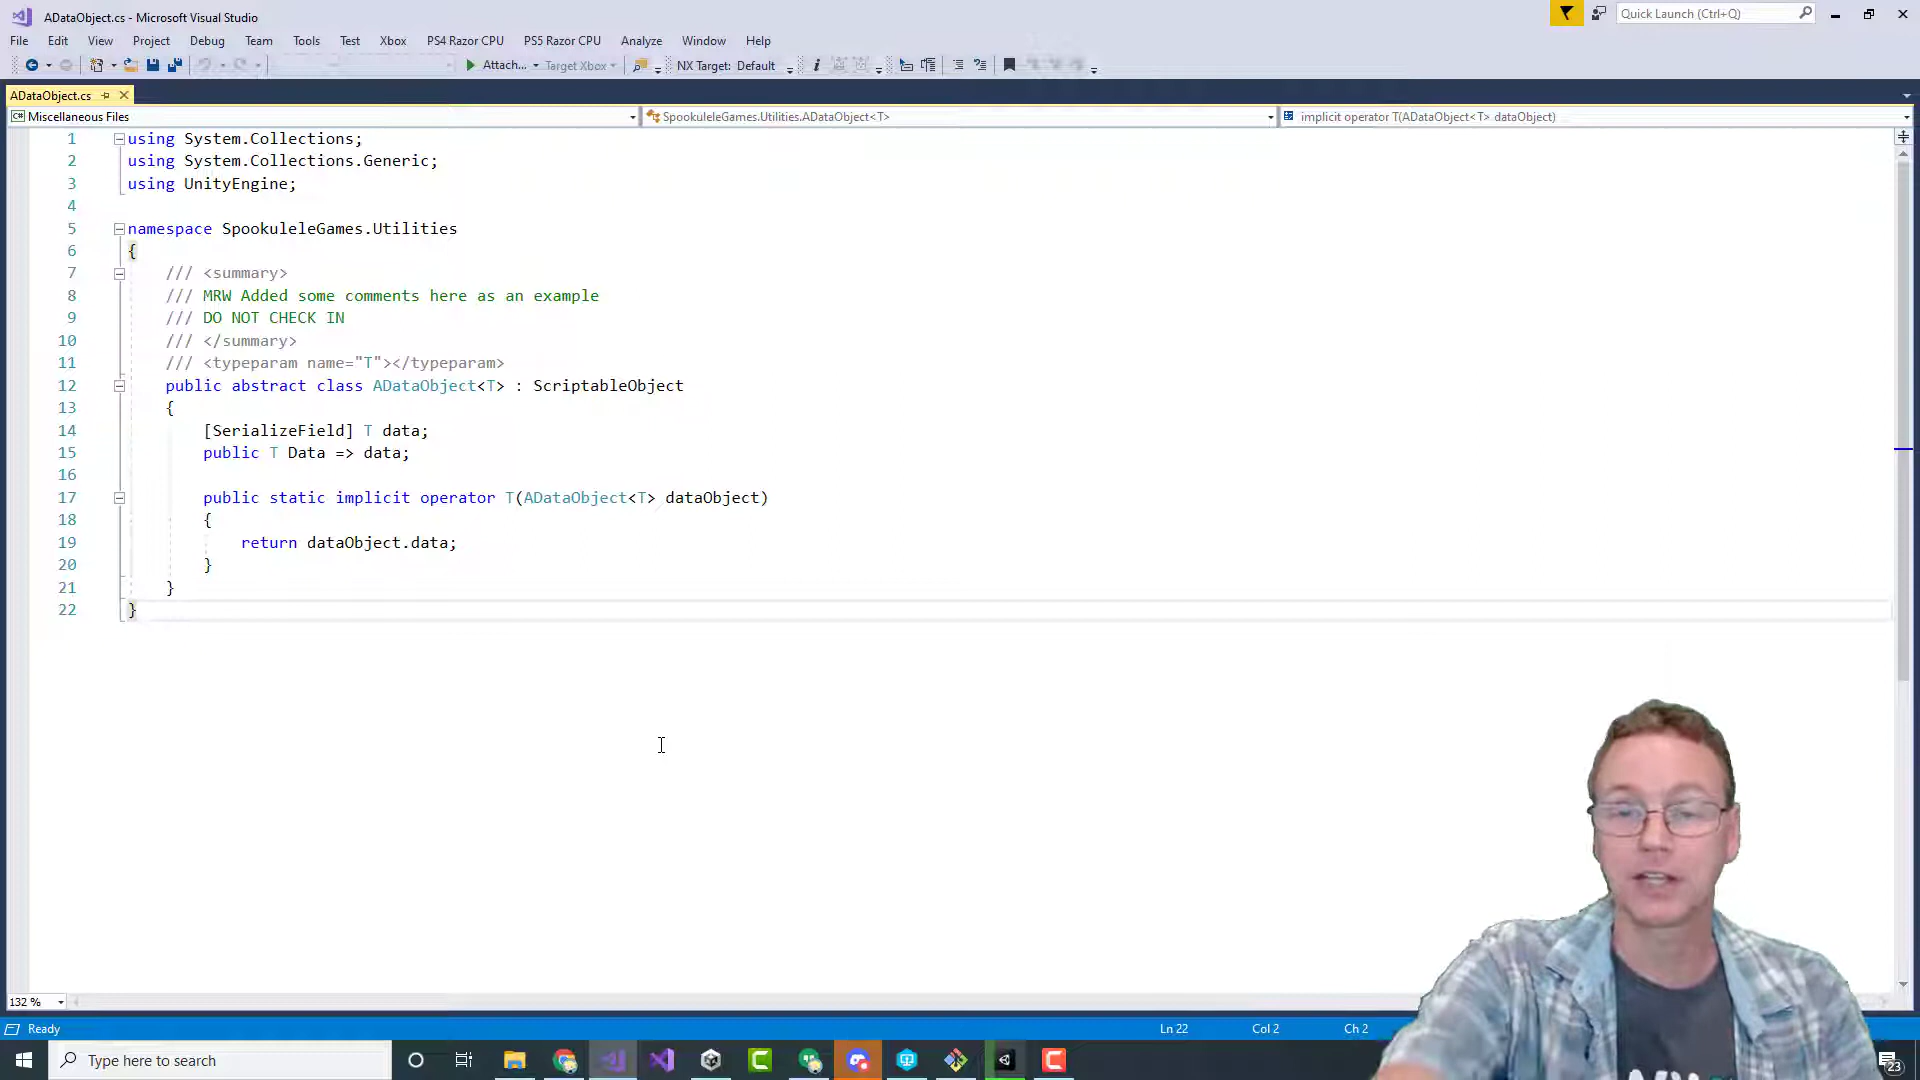 ADataObject.cs - Microsoft Visual Studio
Quick Launch (Ctrl+Q)
File Edit View Project Debug Team Tools Test Xbox PS4 Razor CPU PS5 Razor CPU Analyze Window Help
Attach... Target Xbox NX Target: Default
ADataObject.cs
C# Miscellaneous Files SpookuleleGames.Utilities.ADataObject<T> implicit operator T(ADataObject<T> dataObject)
1 using System.Collections;
2 using System.Collections.Generic;
3 using UnityEngine;
4
5 namespace SpookuleleGames.Utilities
6 {
7 /// <summary>
8 /// MRW Added some comments here as an example
9 /// DO NOT CHECK IN
10 /// </summary>
11 /// <typeparam name="T"></typeparam>
12 public abstract class ADataObject<T> : ScriptableObject
13 {
14 [SerializeField] T data;
15 public T Data => data;
16
17 public static implicit operator T(ADataObject<T> dataObject)
18 {
19 return dataObject.data;
20 }
21 }
22 }
132 %
Ready Ln 22 Col 2 Ch 2
Type here to search
23